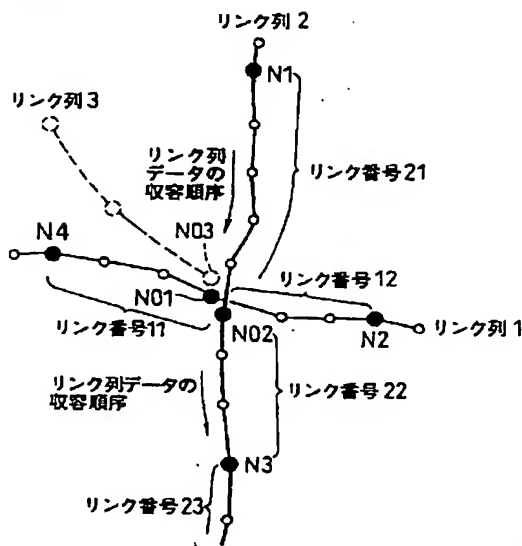 リンク列 2
N1
リンク列 3
リンク列
データの
収容順序
リンク番号21
N03
N4
リンク番号12
N01
リンク番号11
N02
N2
リンク列 1
リンク列データの
収容順序
リンク番号22
N3
リンク番号23